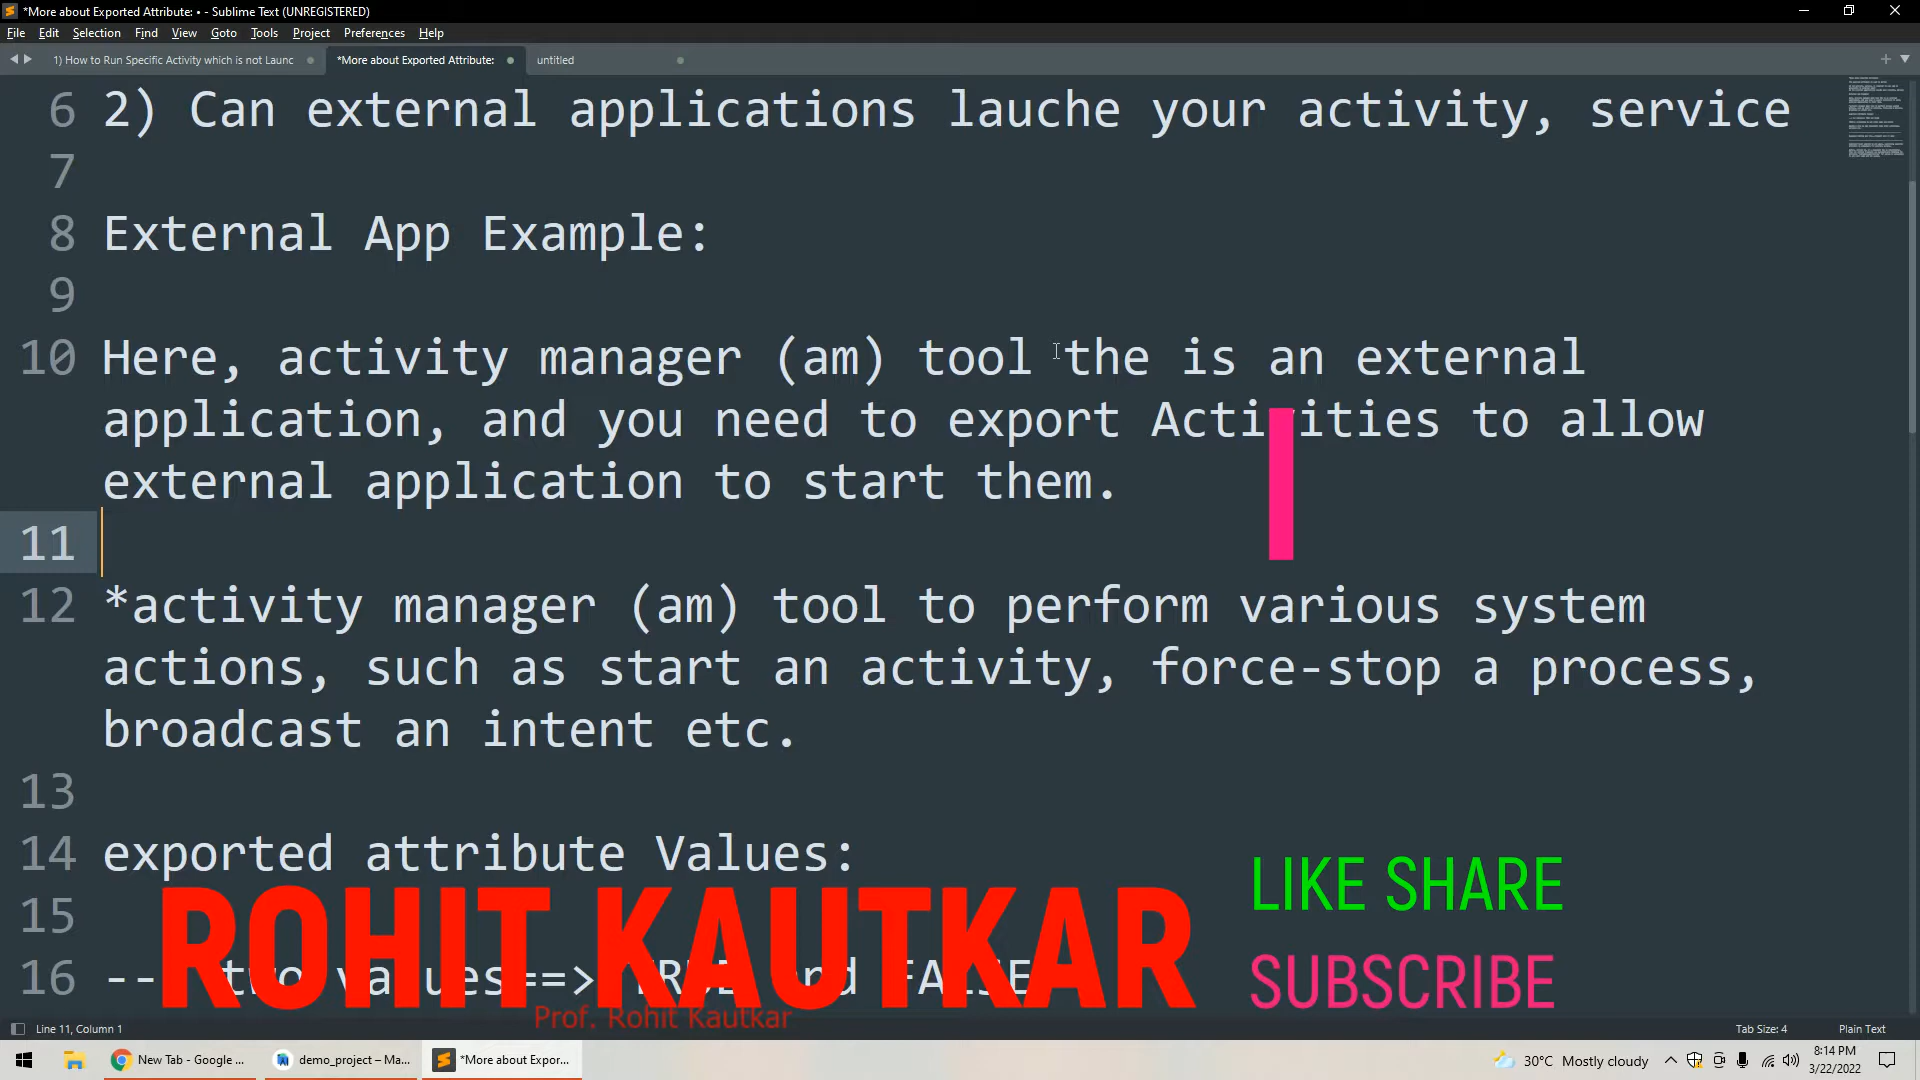 *More about Exported Attribute: • - Sublime Text (UNREGISTERED)
File Edit Selection Find View Goto Tools Project Preferences Help
1) How to Run Specific Activity which is not Launc
*More about Exported Attribute:
untitled
6 2) Can external applications lauche your activity, service
7
8 External App Example:
9
10 Here, activity manager (am) tool the is an external
application, and you need to export Activities to allow
external application to start them.
11
12 *activity manager (am) tool to perform various system
actions, such as start an activity, force-stop a process,
broadcast an intent etc.
13
14 exported attribute Values:
15
16 -- two values==> TRUE and FALSE
ROHIT KAUTKAR
Prof. Rohit Kautkar
LIKE SHARE
SUBSCRIBE
Line 11, Column 1
Tab Size: 4
Plain Text
New Tab - Google ...
demo_project – Ma...
*More about Expor...
30°C Mostly cloudy
8:14 PM
3/22/2022